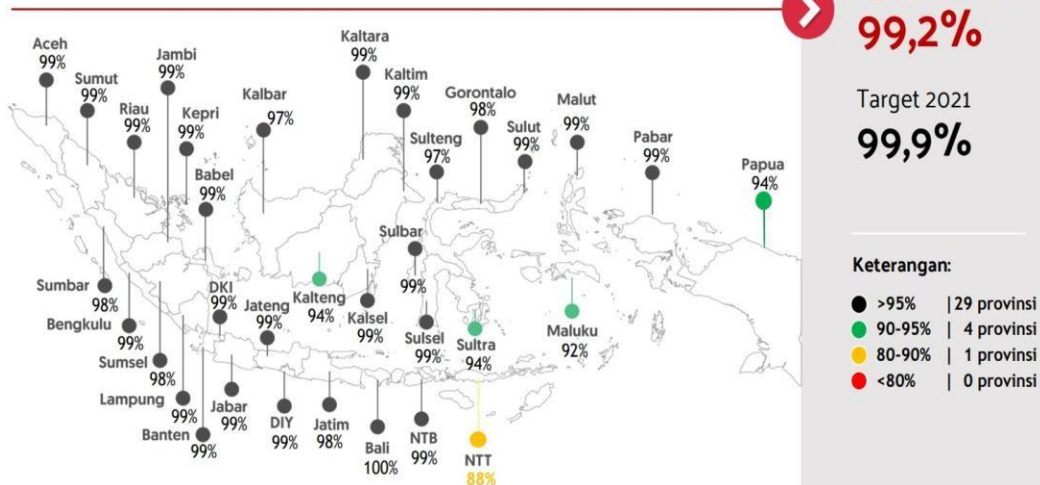 99,2%
Target 2021
99,9%
Aceh
99%
Sumut
99%
Riau
99%
Jambi
99%
Kepri
99%
Babel
99%
Kalbar
97%
Kaltara
99%
Kaltim
99%
Sulteng
97%
Gorontalo
98%
Sulut
99%
Malut
99%
Pabar
99%
Papua
94%
Sumbar
98%
Bengkulu
99%
Sumsel
98%
Lampung
99%
Banten
99%
DKI
99%
Jabar
99%
Jateng
99%
DIY
99%
Jatim
98%
Kalteng
94%
Kalsel
99%
Bali
100%
Sulbar
99%
Sulsel
99%
NTB
99%
Sultra
94%
NTT
88%
Maluku
92%
Keterangan:
>95% | 29 provinsi
90-95% | 4 provinsi
80-90% | 1 provinsi
<80% | 0 provinsi